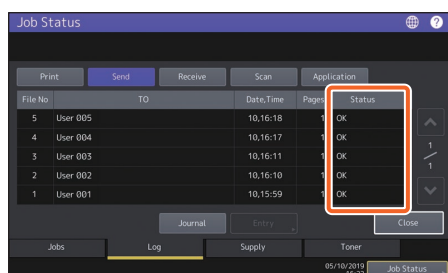 Job Status
?
Print Send Receive Scan Application
File No TO Date,Time Pages Status
5 User 005 10,16:18 1 OK
4 User 004 10,16:17 1 OK
3 User 003 10,16:11 1 OK
2 User 002 10,16:10 1 OK
1 User 001 10,15:59 1 OK
1
1
Journal Entry Close
Jobs Log Supply Toner
05/10/2019 Job Status